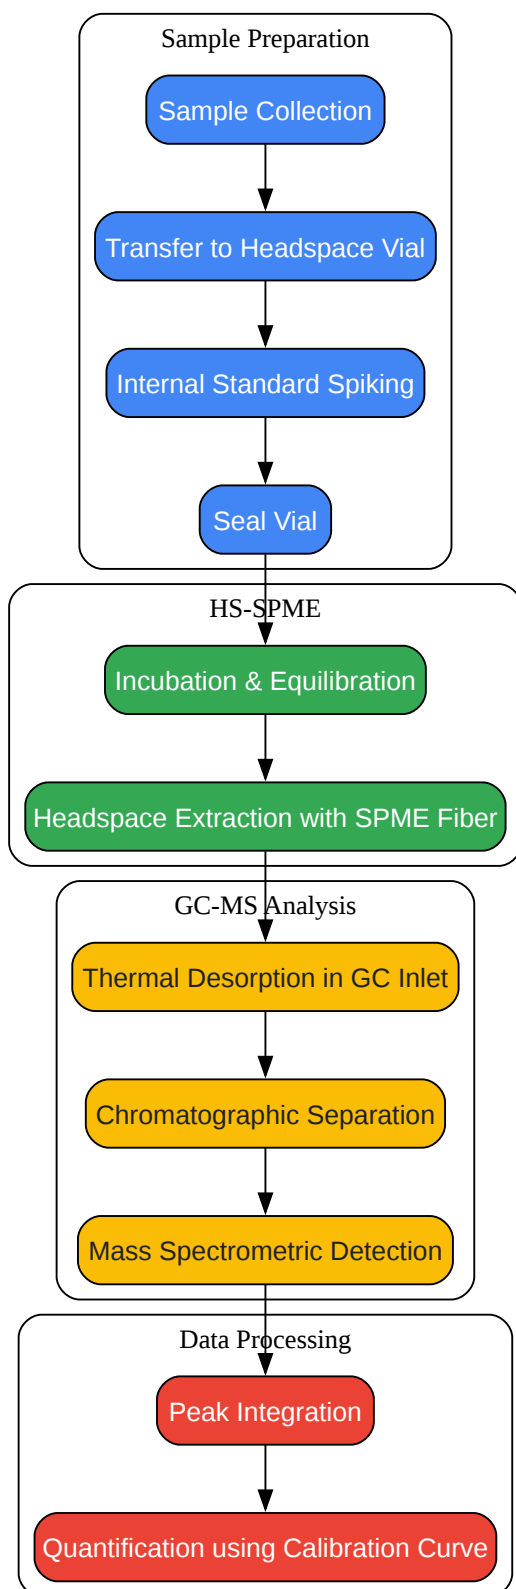 Sample Preparation
Sample Collection
Transfer to Headspace Vial
Internal Standard Spiking
Seal Vial
HS-SPME
Incubation & Equilibration
Headspace Extraction with SPME Fiber
GC-MS Analysis
Thermal Desorption in GC Inlet
Chromatographic Separation
Mass Spectrometric Detection
Data Processing
Peak Integration
Quantification using Calibration Curve